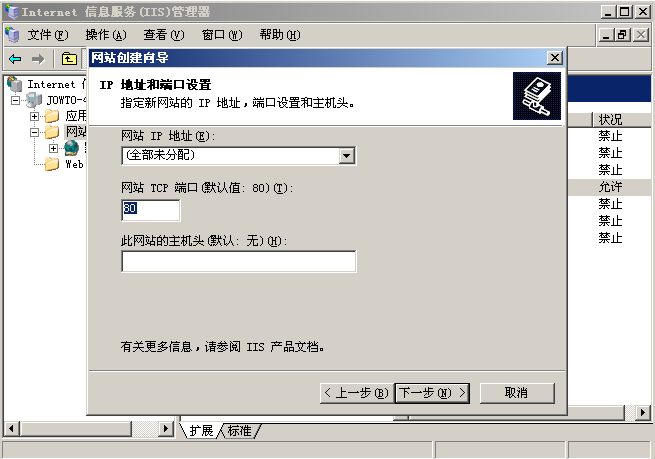 Internet 信息服务(IIS)管理器
文件(F) 操作(A) 查看(V) 窗口(W) 帮助(H)
网站创建向导
IP 地址和端口设置
指定新网站的 IP 地址，端口设置和主机头。
Internet
JOWTO-
应用
网站
Web
网站 IP 地址(E):
(全部未分配)
网站 TCP 端口(默认值: 80)(T):
80
此网站的主机头(默认: 无)(H):
有关更多信息，请参阅 IIS 产品文档。
< 上一步(B) 下一步(N) > 取消
状况
禁止
禁止
禁止
允许
禁止
禁止
禁止
扩展 标准